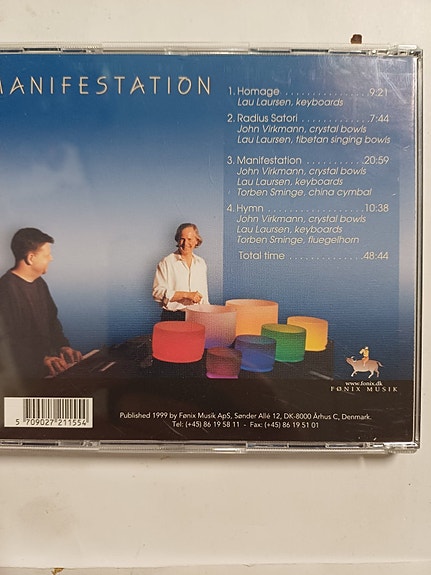 MANIFESTATION
1. Homage . . . . . . . . . . . . . . . .9:21
Lau Laursen, keyboards
2. Radius Satori . . . . . . . . . . . . .7:44
John Virkmann, crystal bowls
Lau Laursen, tibetan singing bowls
3. Manifestation . . . . . . . . . . . .20:59
John Virkmann, crystal bowls
Lau Laursen, keyboards
Torben Sminge, china cymbal
4. Hymn . . . . . . . . . . . . . . . . .10:38
John Virkmann, crystal bowls
Lau Laursen, keyboards
Torben Sminge, fluegelhorn
Total time . . . . . . . . . . . . . .48:44
www.fonix.dk
FØNIX MUSIK
5 709027 211554
Published 1999 by Fønix Musik ApS, Sønder Allé 12, DK-8000 Århus C, Denmark.
Tel: (+45) 86 19 58 11 - Fax: (+45) 86 19 51 01